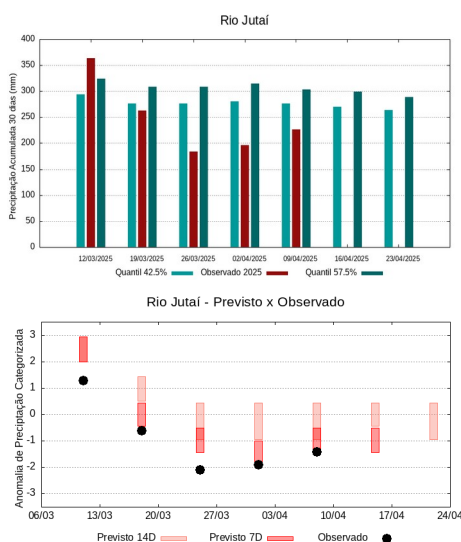 Rio Jutaí
Precipitação Acumulada 30 dias (mm)
400
350
300
250
200
150
100
50
0
12/03/2025 19/03/2025 26/03/2025 02/04/2025 09/04/2025 16/04/2025 23/04/2025
Quantil 42.5% Observado 2025 Quantil 57.5%
Rio Jutaí - Previsto x Observado
Anomalia de Precipitação Categorizada
3
2
1
0
-1
-2
-3
06/03 13/03 20/03 27/03 03/04 10/04 17/04 24/04
Previsto 14D Previsto 7D Observado